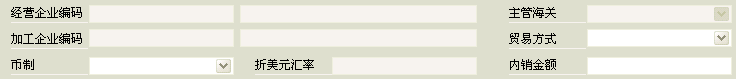 经营企业编码 主管海关
加工企业编码 贸易方式
币制 折美元汇率 内销金额